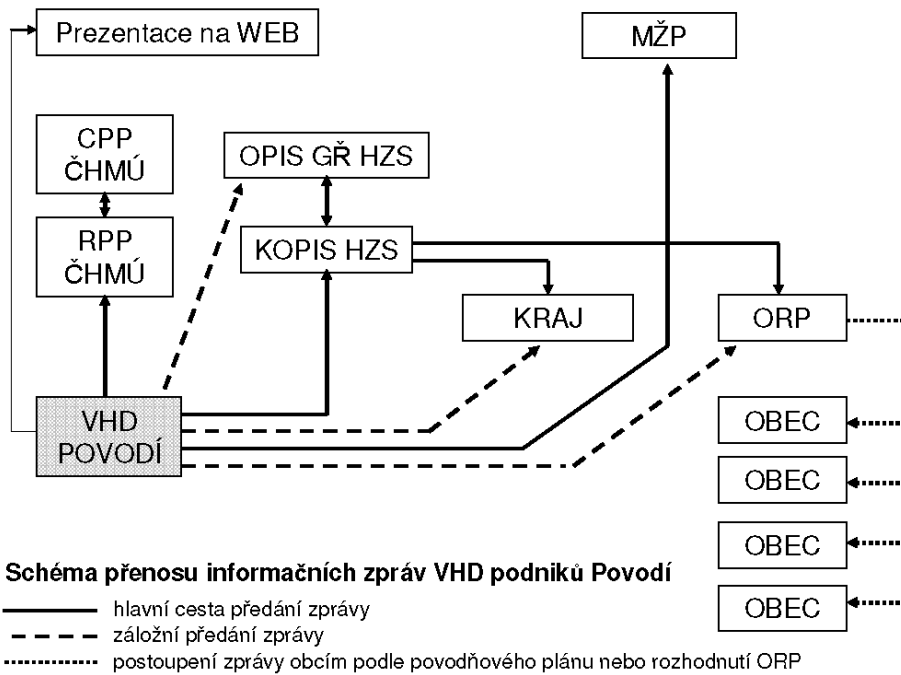 Prezentace na WEB
MŽP
CPP
ČHMÚ
OPIS GŘ HZS
RPP
ČHMÚ
KOPIS HZS
KRAJ
ORP
VHD
POVODÍ
OBEC
OBEC
OBEC
OBEC
Schéma přenosu informačních zpráv VHD podniků Povodí
hlavní cesta předání zprávy
záložní předání zprávy
postoupení zprávy obcím podle povodňového plánu nebo rozhodnutí ORP